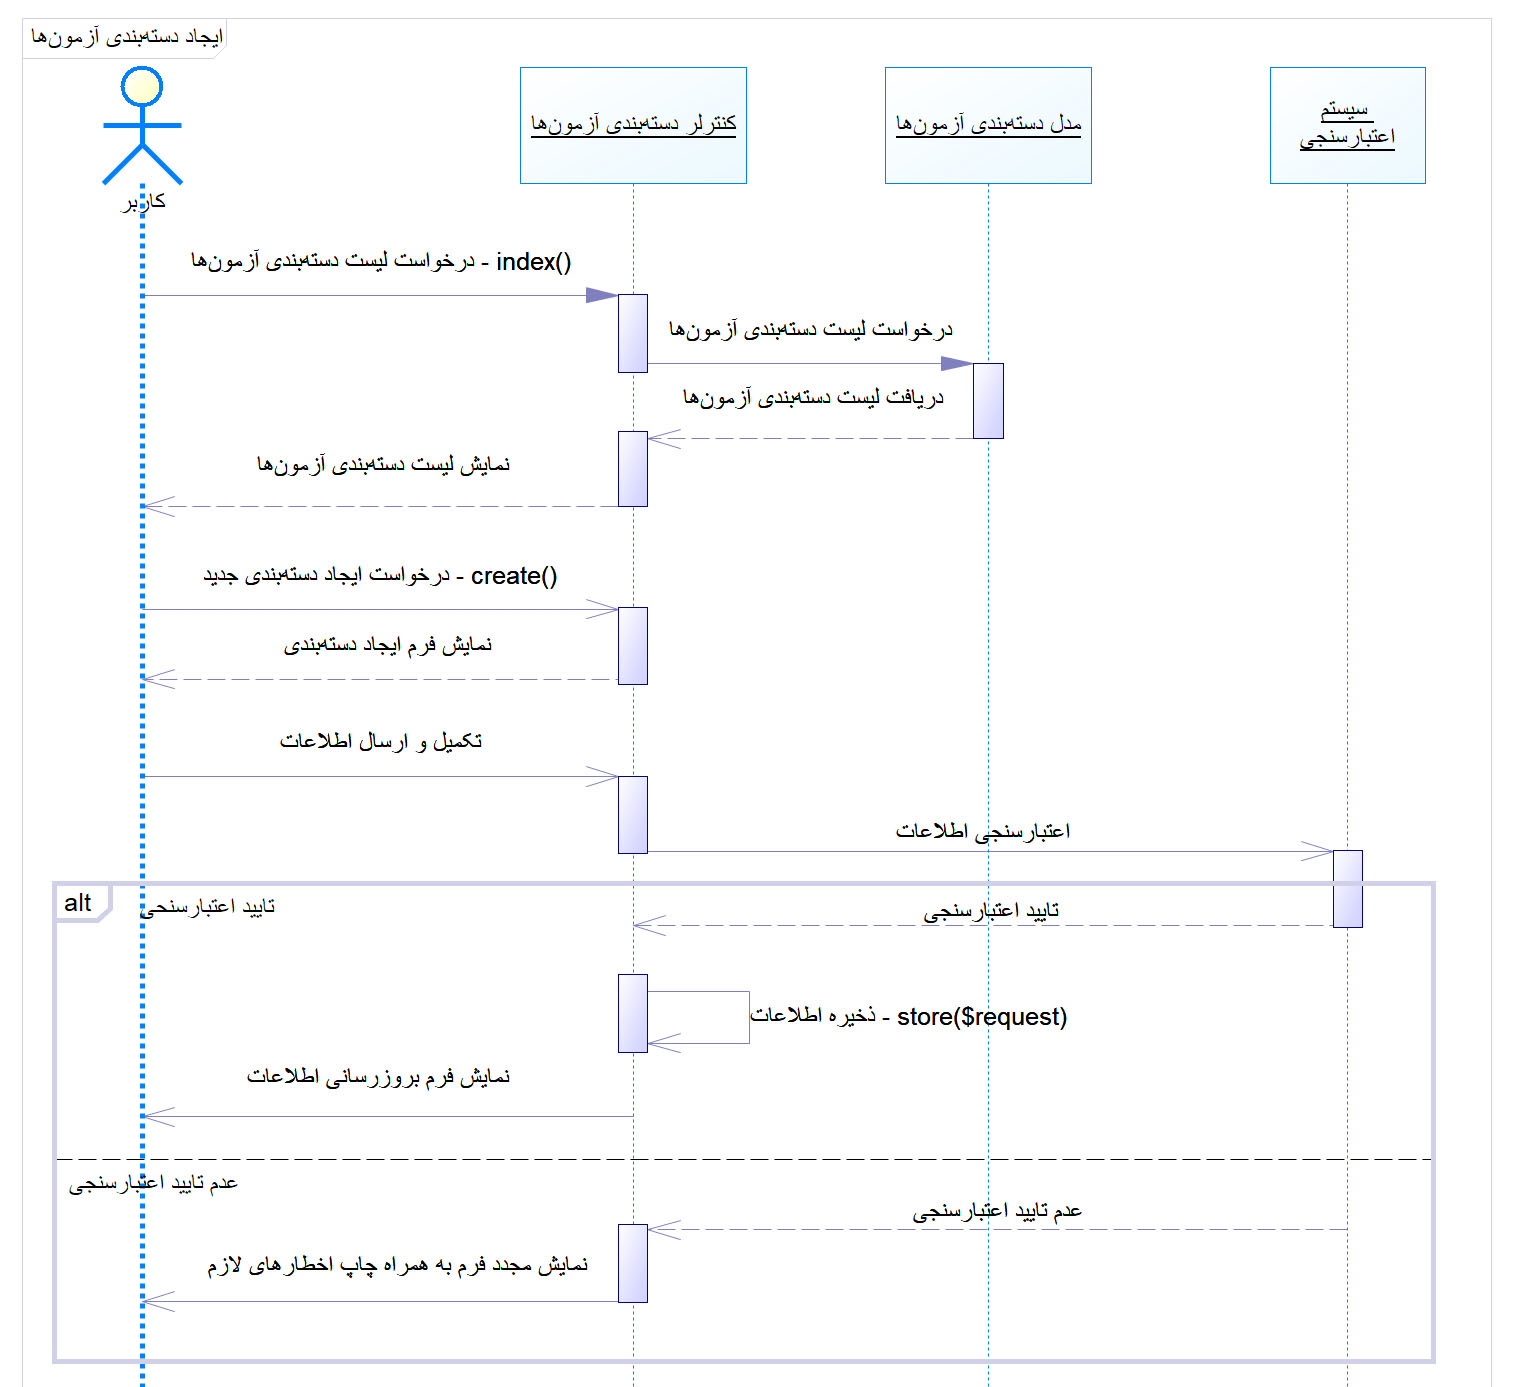 ایجاد دسته‌بندی آزمون‌ها
کاربر
کنترلر دسته‌بندی آزمون‌ها
مدل دسته‌بندی آزمون‌ها
سیستم
اعتبارسنجی
درخواست لیست دسته‌بندی آزمون‌ها - index()
درخواست لیست دسته‌بندی آزمون‌ها
دریافت لیست دسته‌بندی آزمون‌ها
نمایش لیست دسته‌بندی آزمون‌ها
درخواست ایجاد دسته‌بندی جدید - create()
نمایش فرم ایجاد دسته‌بندی
تکمیل و ارسال اطلاعات
اعتبارسنجی اطلاعات
alt
تایید اعتبارسنحی
تایید اعتبارسنجی
ذخیره اطلاعات - store($request)
نمایش فرم بروزرسانی اطلاعات
عدم تایید اعتبارسنجی
عدم تایید اعتبارسنجی
نمایش مجدد فرم به همراه چاپ اخطارهای لازم